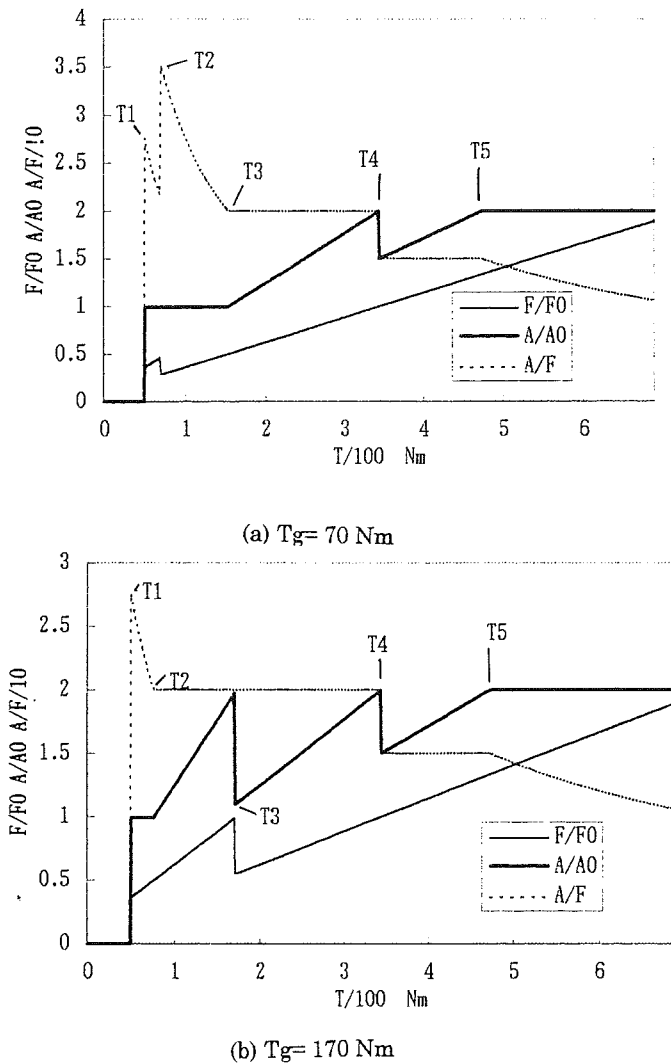 4
3.5
3
2.5
2
1.5
1
0.5
0
F/F0 A/A0 A/F/!0
T1
T2
T3
T4
T5
F/F0
A/A0
A/F
0 1 2 3 4 5 6
T/100 Nm
(a) Tg= 70 Nm
3
2.5
2
1.5
1
0.5
0
F/F0 A/A0 A/F/10
T1
T2
T3
T4
T5
F/F0
A/A0
A/F
0 1 2 3 4 5 6
T/100 Nm
(b) Tg= 170 Nm